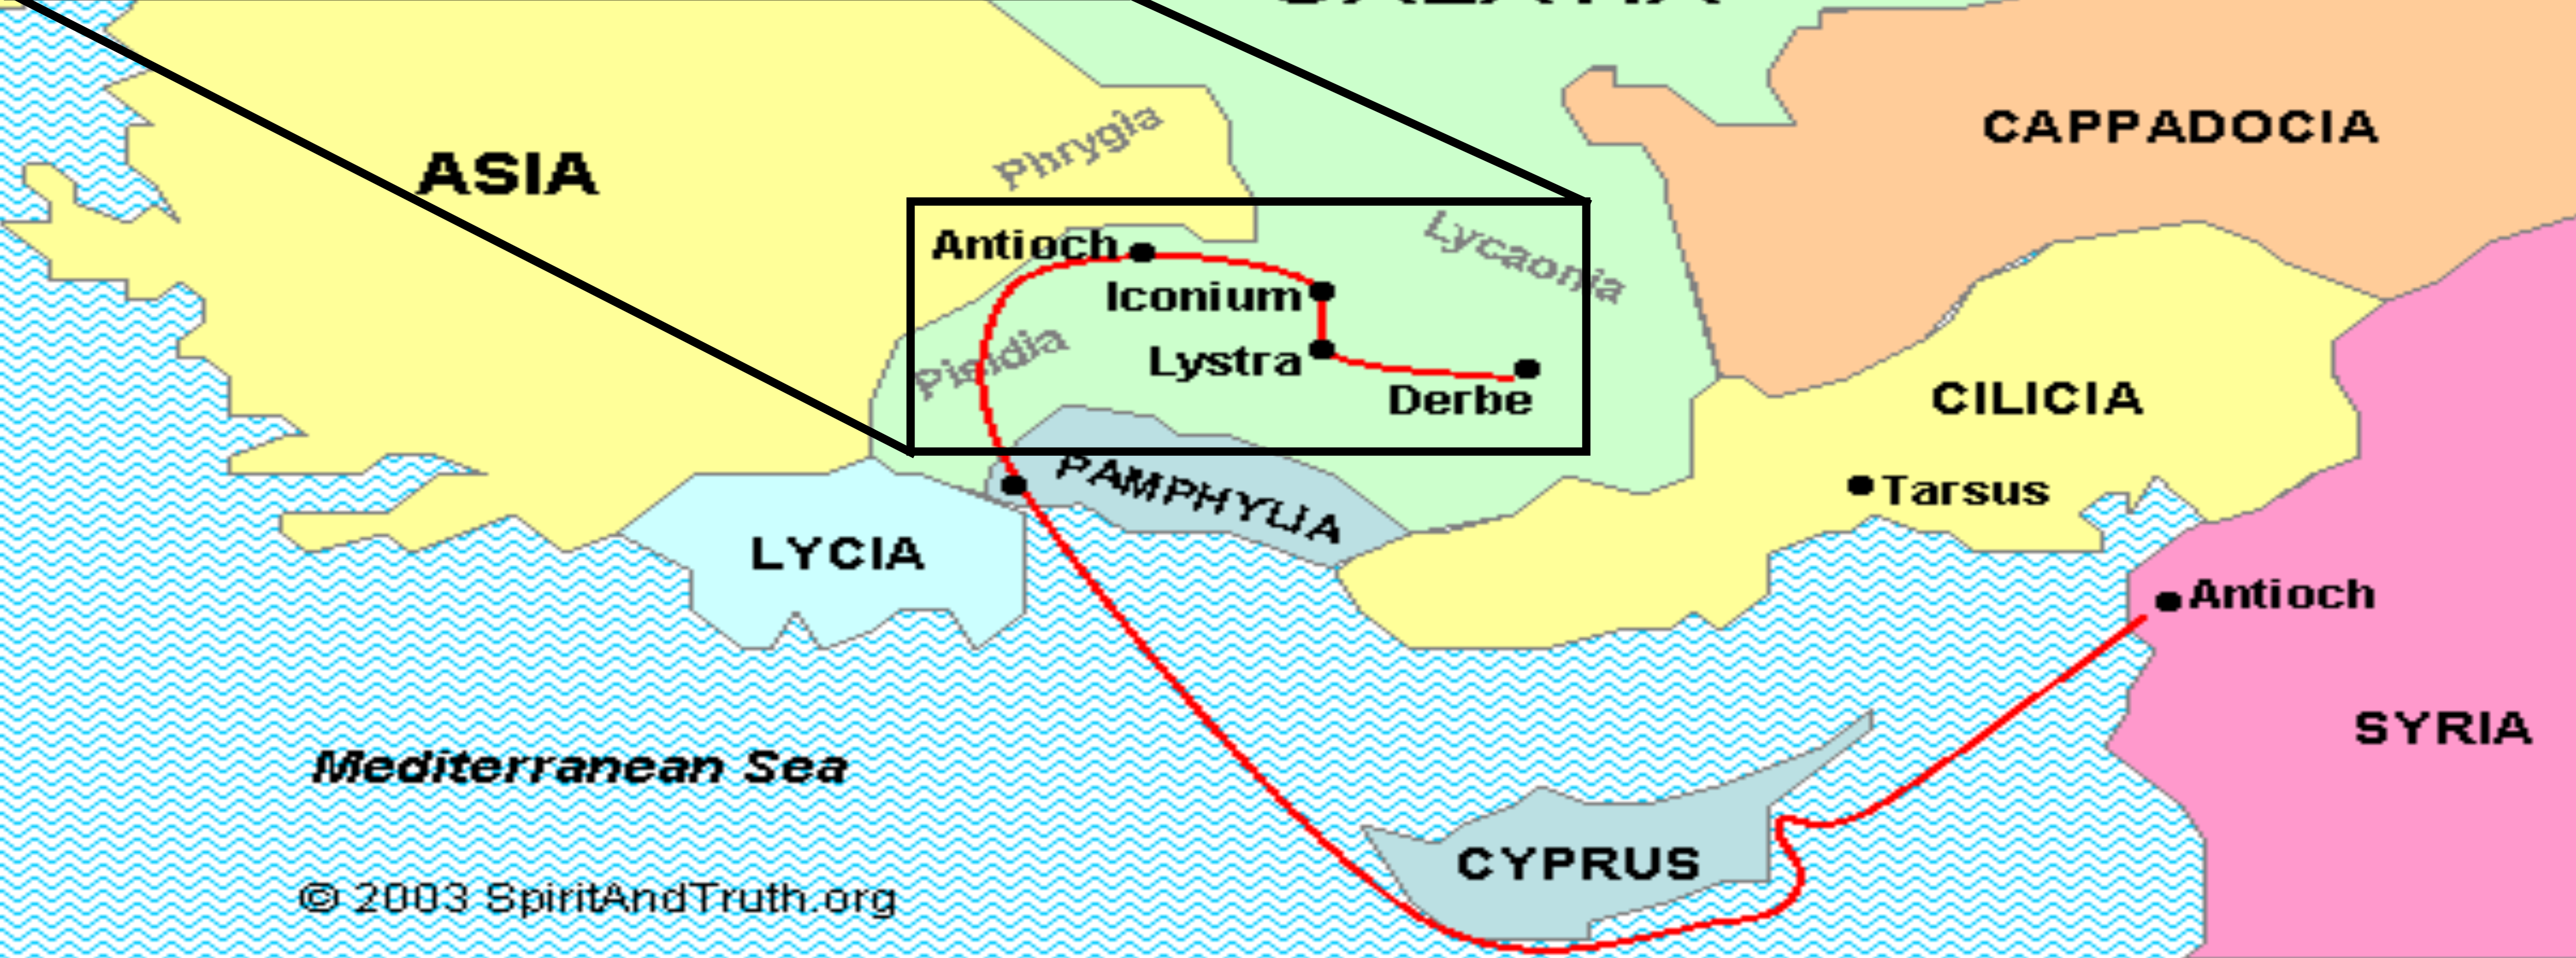 CAPPADOCIA
Phrygia
ASIA
Lycaonia
Antioch
Iconium
Pisidia
Lystra
Derbe
CILICIA
PAMPHYLIA
Tarsus
LYCIA
Antioch
SYRIA
Mediterranean Sea
CYPRUS
© 2003 SpiritAndTruth.org